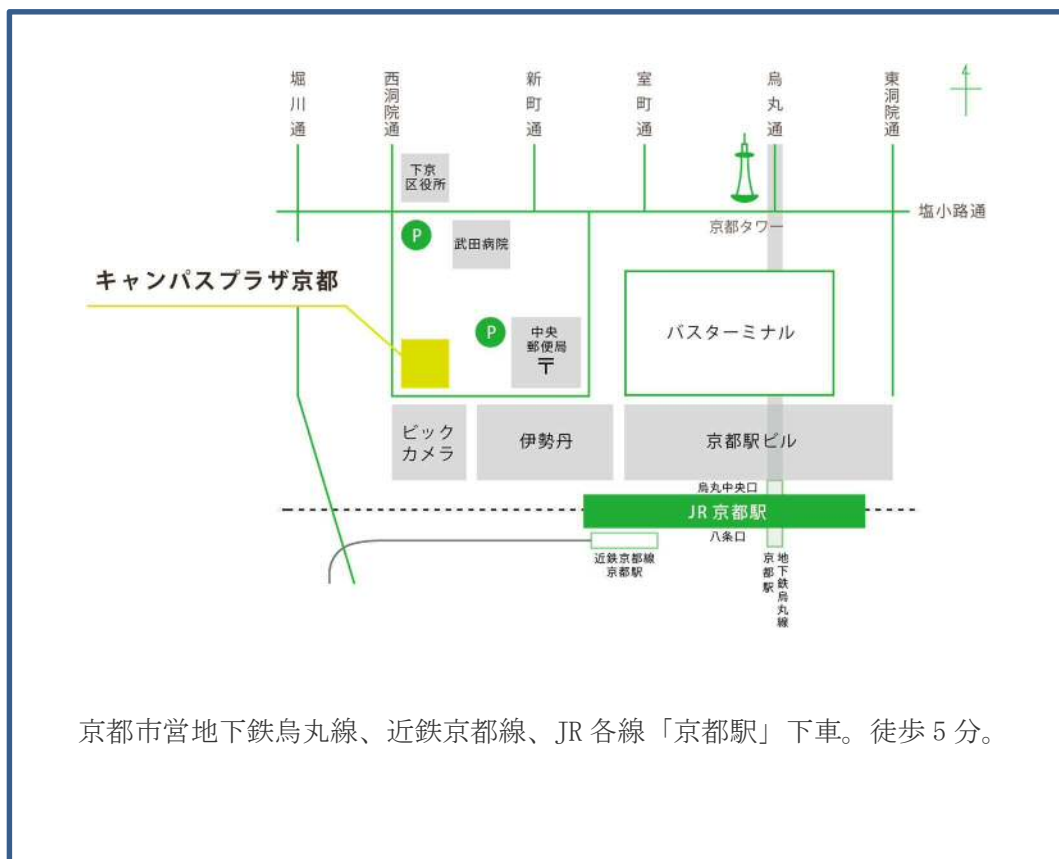 堀川通
西洞院通
新町通
室町通
烏丸通
東洞院通
4
下京
区役所
塩小路通
P
武田病院
京都タワー
キャンパスプラザ京都
P
中央
郵便局
〒
バスターミナル
ビック
カメラ
伊勢丹
京都駅ビル
烏丸中央口
JR 京都駅
八条口
近鉄京都線
京都駅
地下鉄烏丸線
京都駅
京都市営地下鉄烏丸線、近鉄京都線、JR 各線「京都駅」下車。徒歩 5 分。